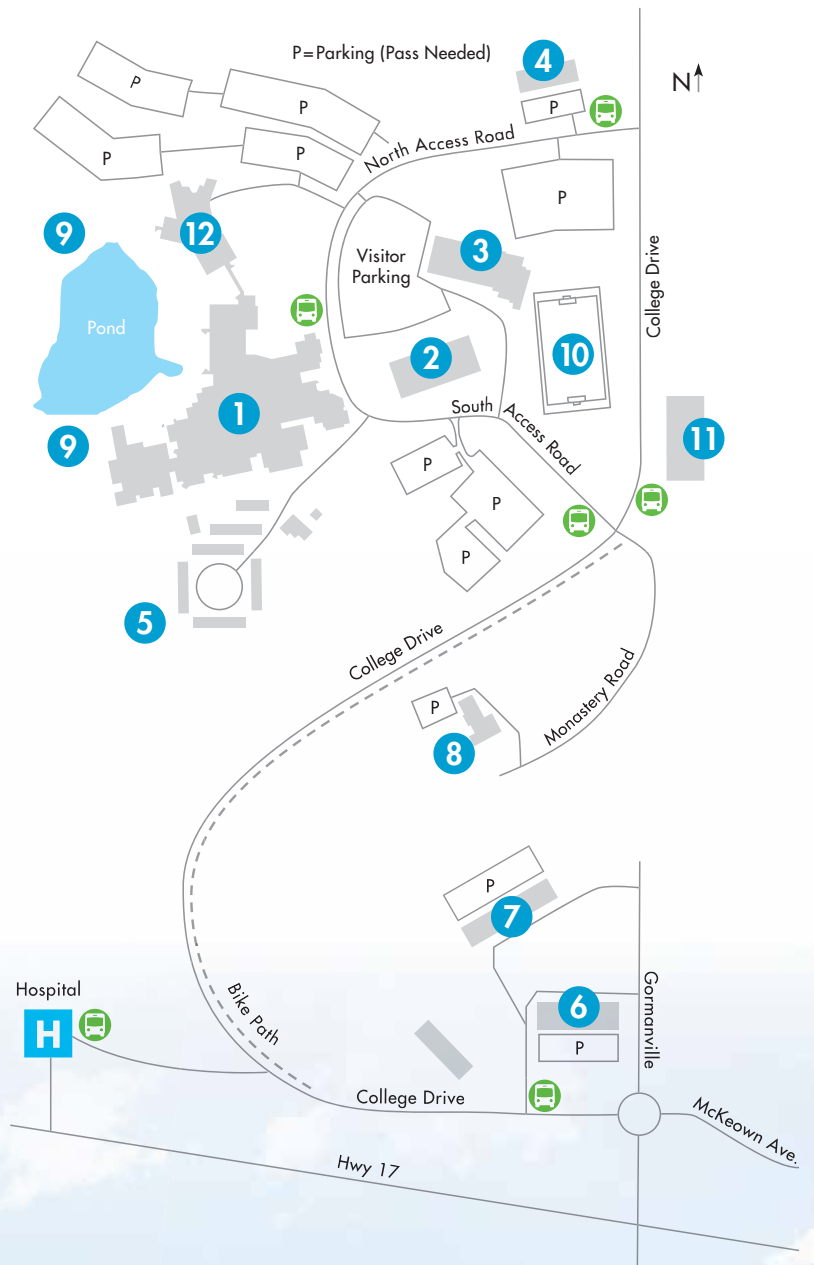 P=Parking (Pass Needed)
4
N
P
P
P
P
North Access Road
P
P
P
9
12
3
Visitor
Parking
College Drive
Pond
10
2
1
South
Access Road
11
9
P
P
P
5
College Drive
Monastery Road
P
8
P
7
Hospital
H
Bike Path
6
Gormanville
P
College Drive
McKeown Ave.
Hwy 17